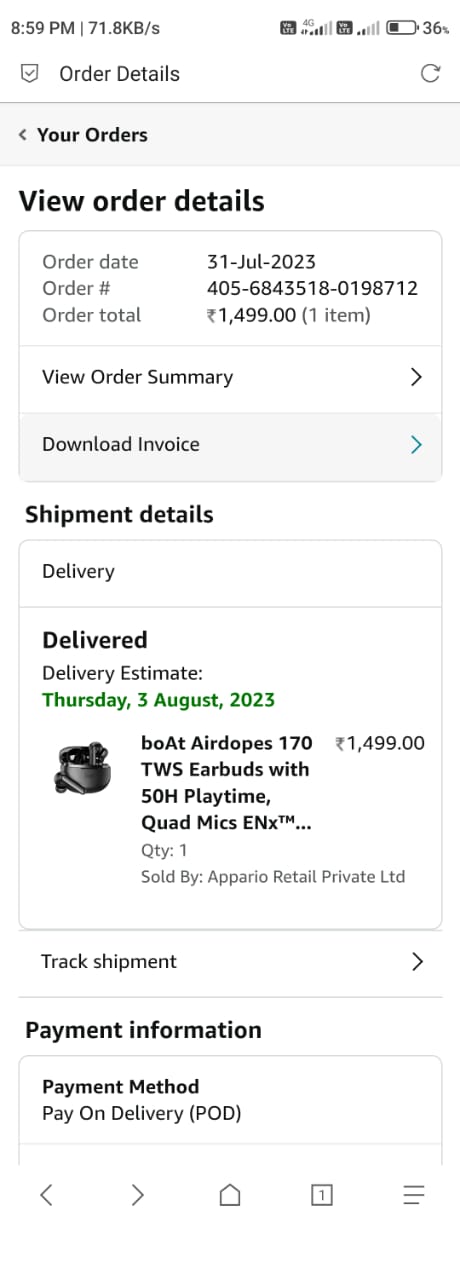 8:59 PM | 71.8KB/s
Vo LTE 4G Vo LTE 36%
Order Details
Your Orders
View order details
Order date 31-Jul-2023
Order # 405-6843518-0198712
Order total ₹1,499.00 (1 item)
View Order Summary
Download Invoice
Shipment details
Delivery
Delivered
Delivery Estimate:
Thursday, 3 August, 2023
boAt Airdopes 170 ₹1,499.00
TWS Earbuds with
50H Playtime,
Quad Mics ENx™...
Qty: 1
Sold By: Appario Retail Private Ltd
Track shipment
Payment information
Payment Method
Pay On Delivery (POD)
1